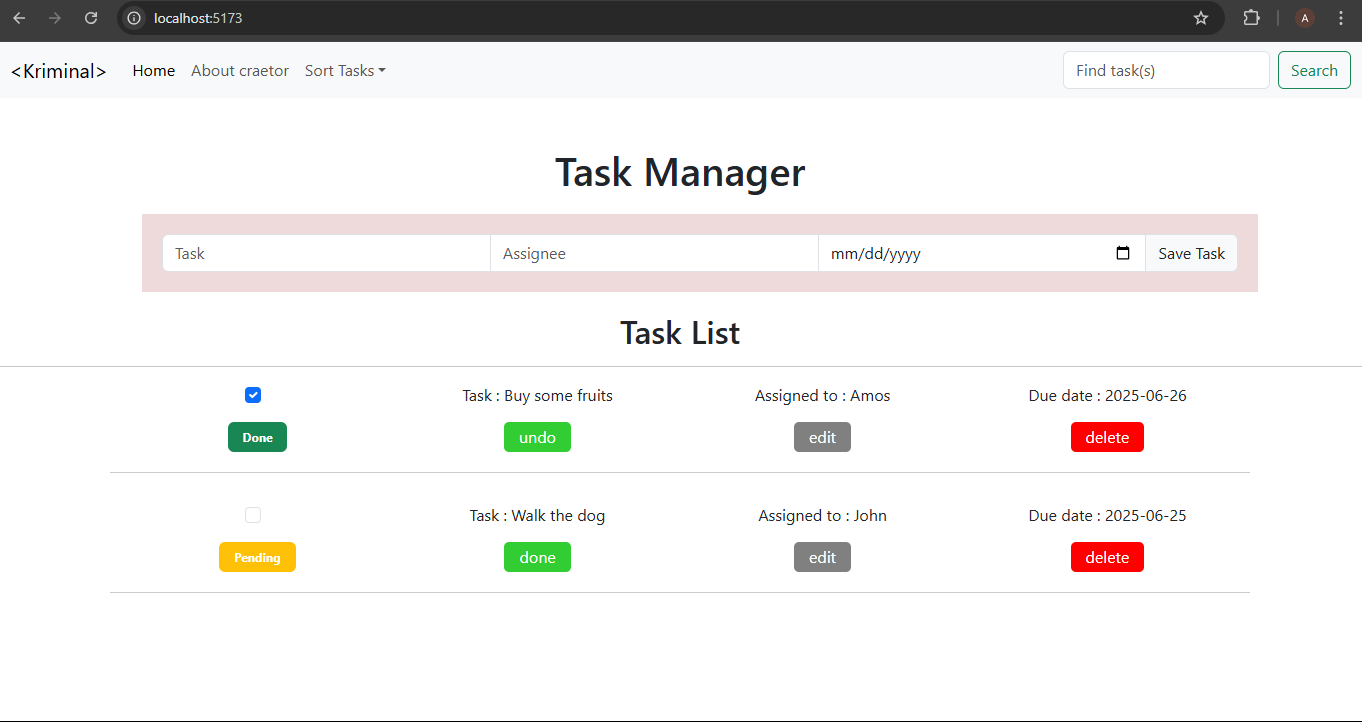 localhost:5173
A
<Kriminal> Home About craetor Sort Tasks Find task(s) Search
Task Manager
Task Assignee mm/dd/yyyy Save Task
Task List
Task : Buy some fruits Assigned to : Amos Due date : 2025-06-26
Done undo edit delete
Task : Walk the dog Assigned to : John Due date : 2025-06-25
Pending done edit delete